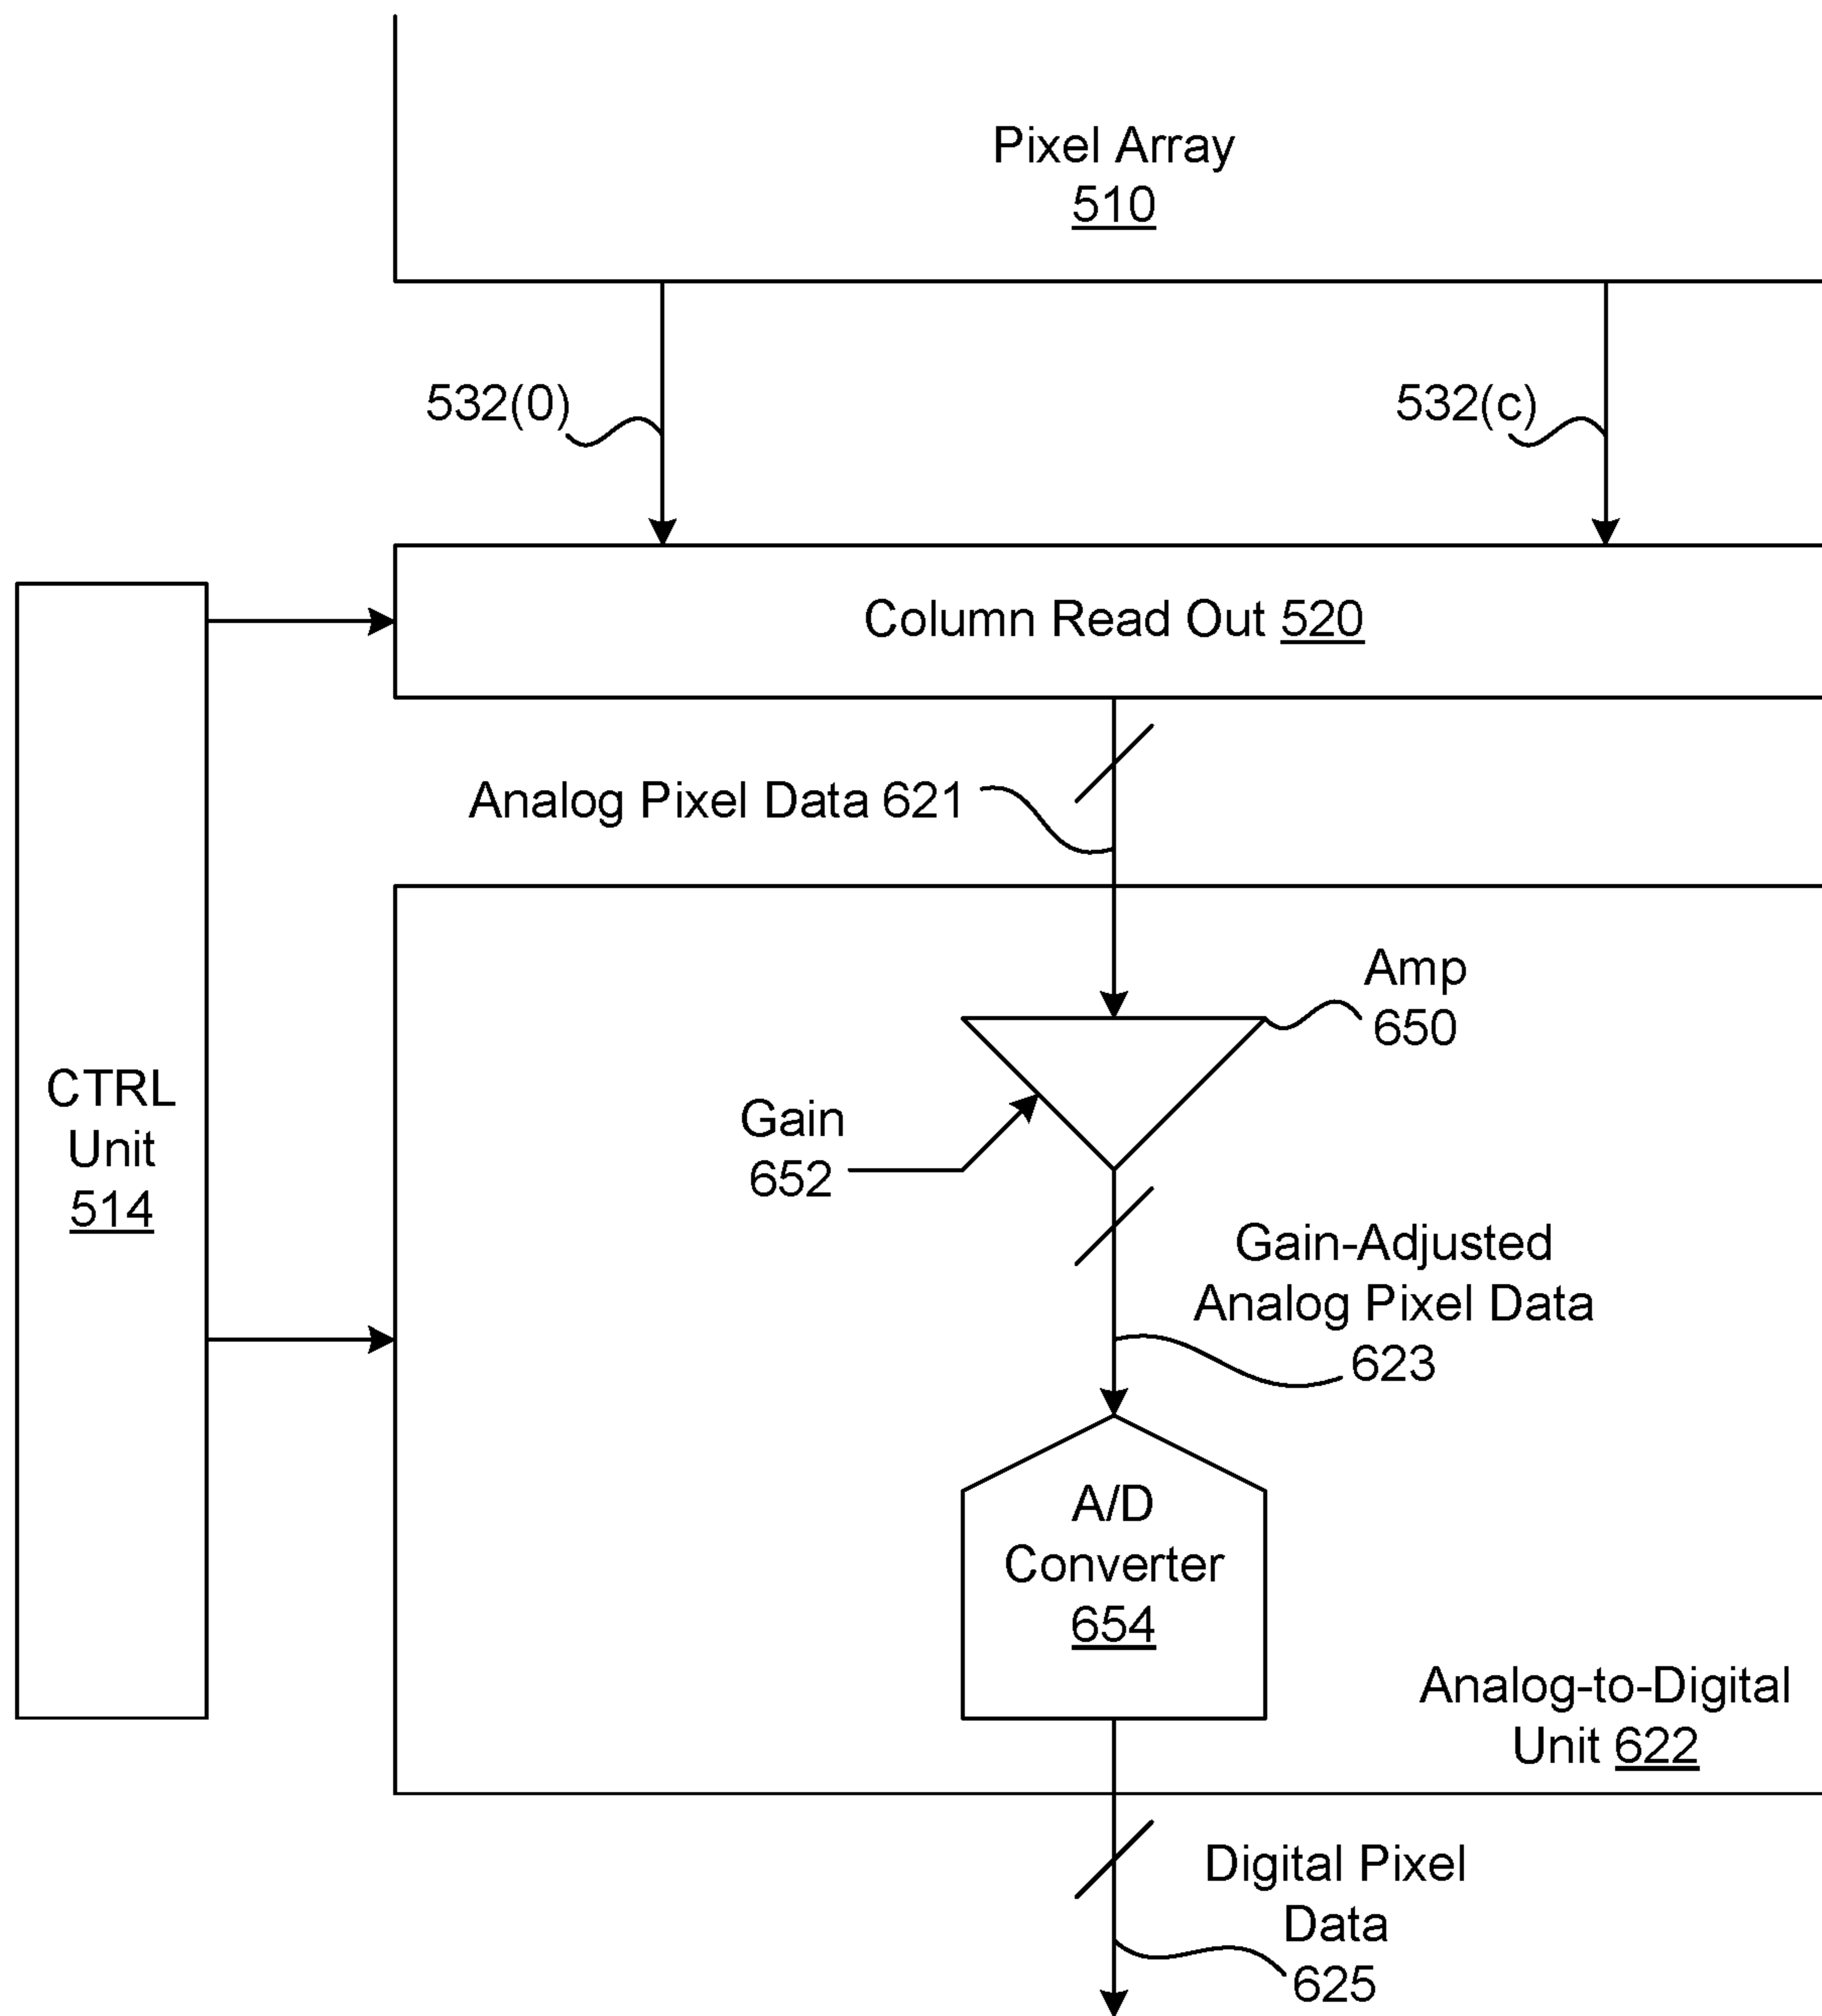 Pixel Array
510
532(0)
532(c)
Column Read Out 520
Analog Pixel Data 621
Amp
650
CTRL
Unit
514
Gain
652
Gain-Adjusted
Analog Pixel Data
623
A/D
Converter
654
Analog-to-Digital
Unit 622
Digital Pixel
Data
625